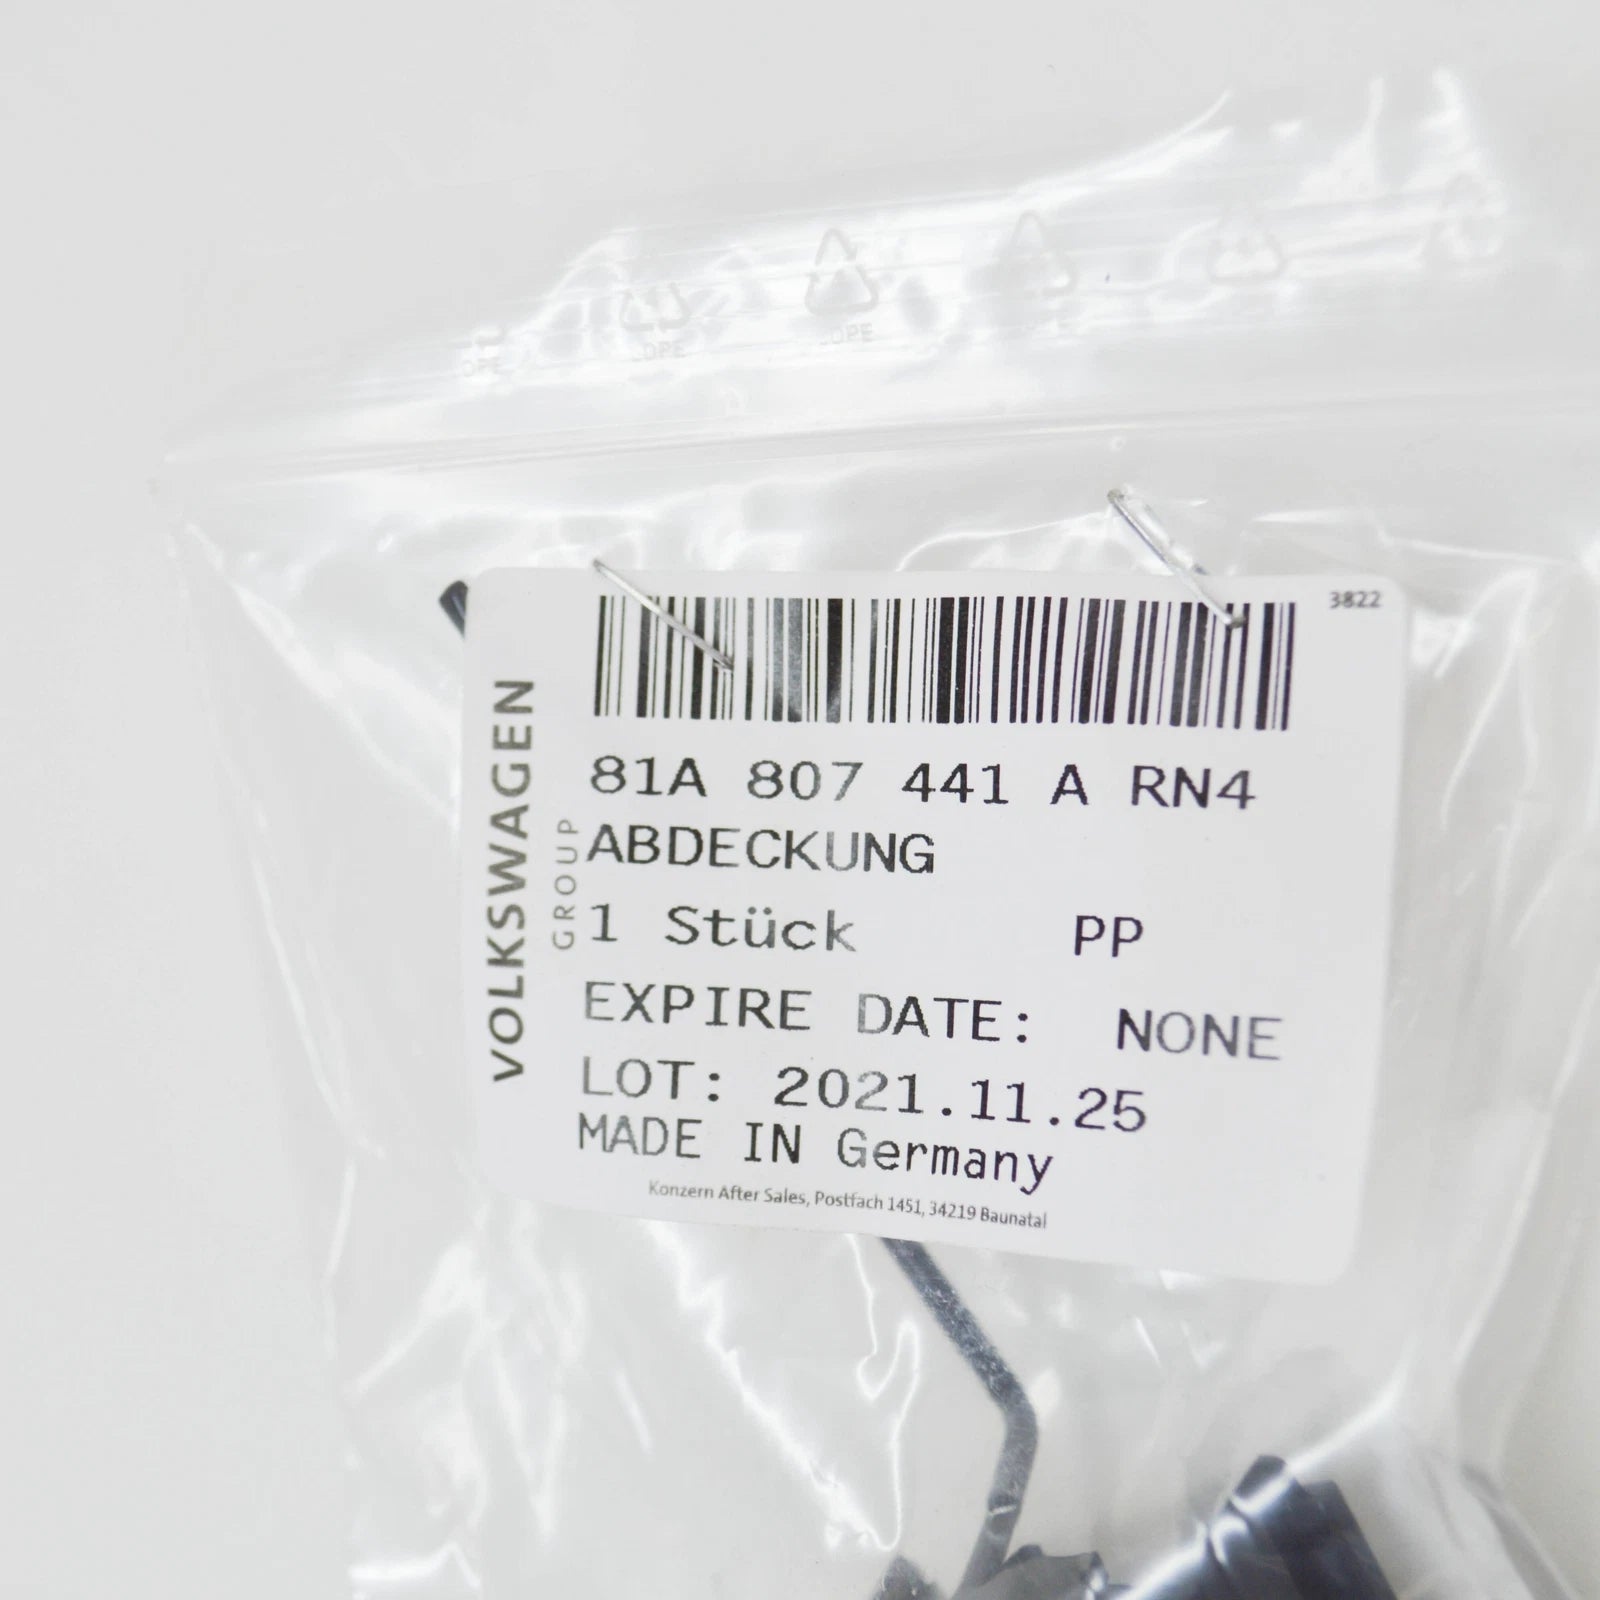 3822
VOLKSWAGEN
GROUP
81A 807 441 A RN4
ABDECKUNG
1 Stück PP
EXPIRE DATE: NONE
LOT: 2021.11.25
MADE IN Germany
Konzern After Sales, Postfach 1451, 34219 Baunatal